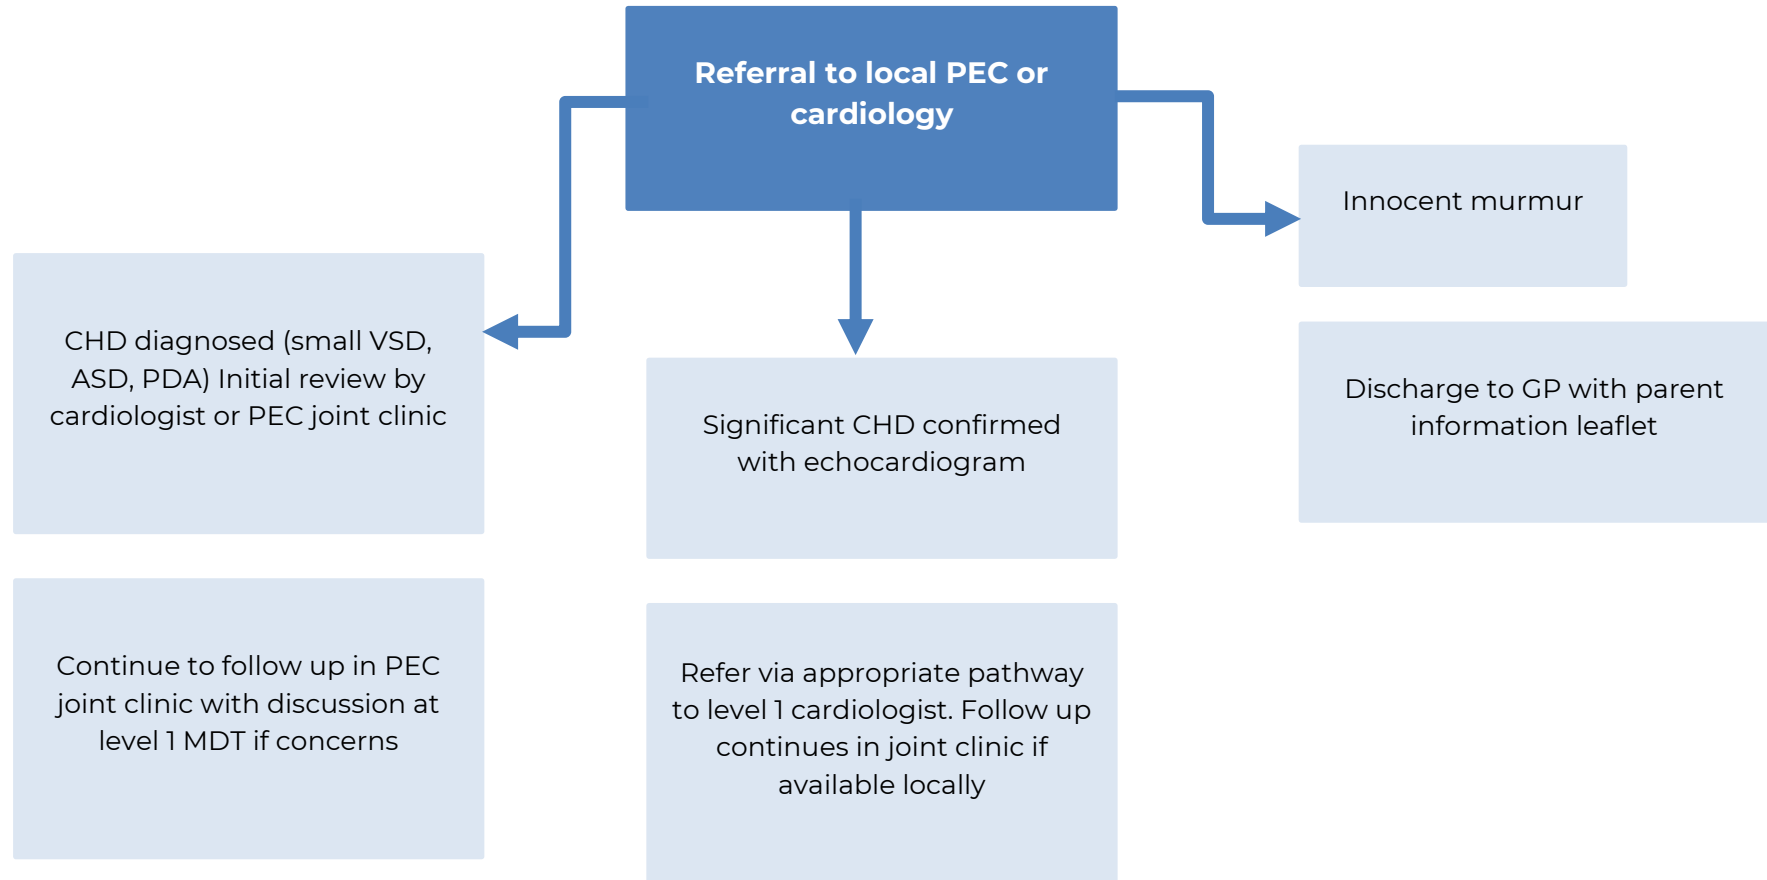 Referral to local PEC or
cardiology
CHD diagnosed (small VSD,
ASD, PDA) Initial review by
cardiologist or PEC joint clinic
Continue to follow up in PEC
joint clinic with discussion at
level 1 MDT if concerns
Significant CHD confirmed
with echocardiogram
Refer via appropriate pathway
to level 1 cardiologist. Follow up
continues in joint clinic if
available locally
Innocent murmur
Discharge to GP with parent
information leaflet